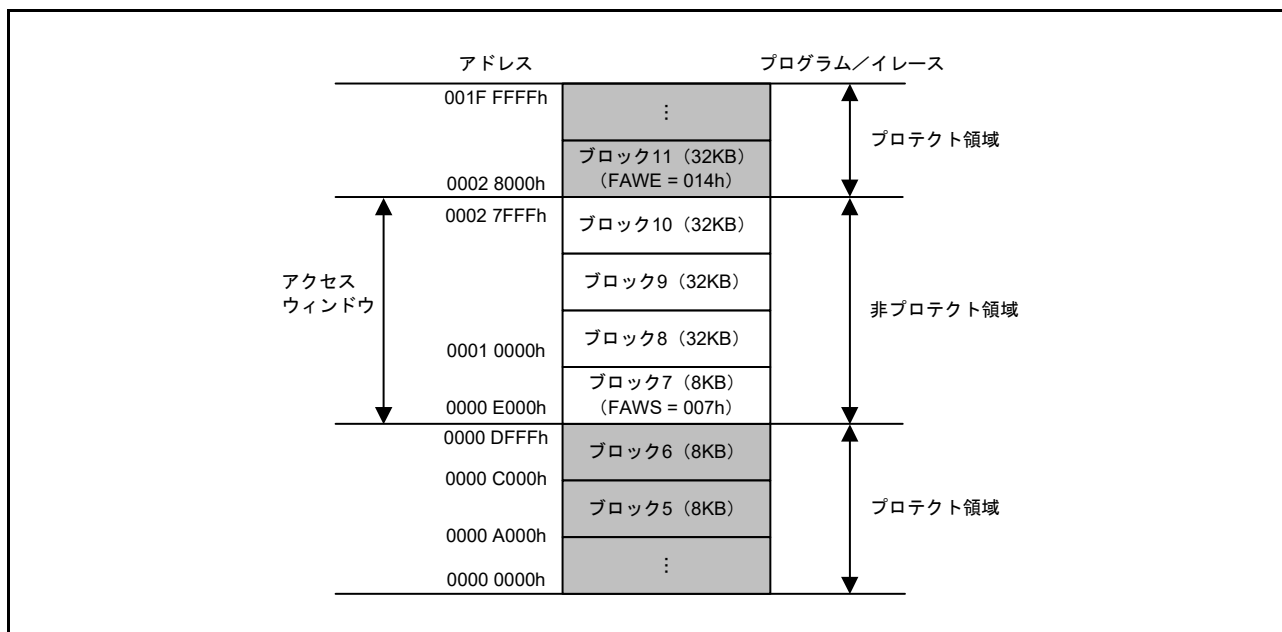 アドレス
プログラム／イレース
001F FFFFh
⋮
プロテクト領域
ブロック11（32KB）
（FAWE = 014h）
0002 8000h
0002 7FFFh
ブロック10（32KB）
アクセス
ウィンドウ
ブロック9（32KB）
非プロテクト領域
ブロック8（32KB）
0001 0000h
ブロック7（8KB）
（FAWS = 007h）
0000 E000h
0000 DFFFh
ブロック6（8KB）
0000 C000h
ブロック5（8KB）
プロテクト領域
0000 A000h
⋮
0000 0000h